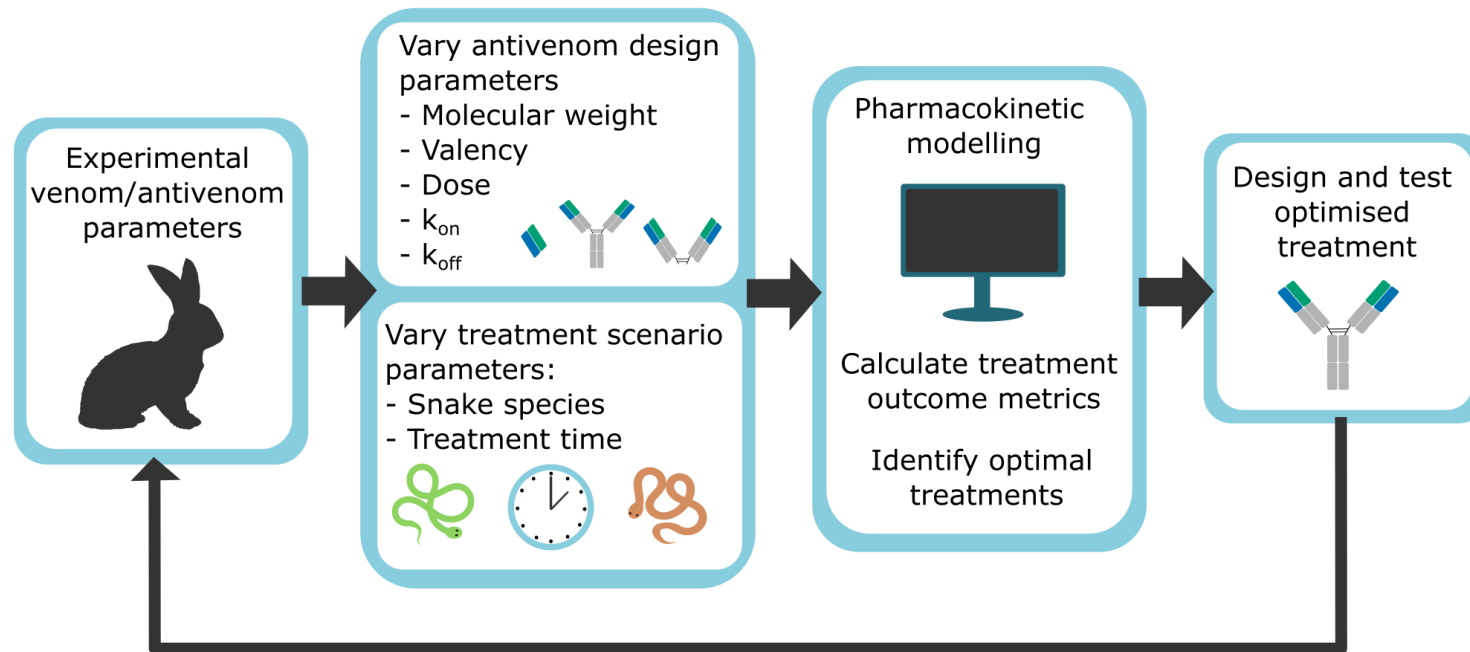 Experimental
venom/antivenom
parameters
Vary antivenom design
parameters
- Molecular weight
- Valency
- Dose
- kon
- koff
Vary treatment scenario
parameters:
- Snake species
- Treatment time
Pharmacokinetic
modelling
Calculate treatment
outcome metrics
Identify optimal
treatments
Design and test
optimised
treatment